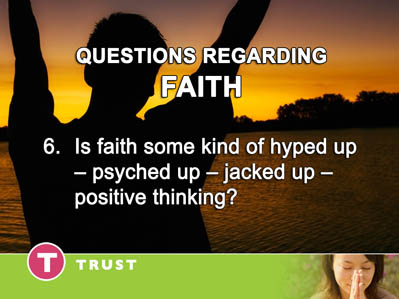 QUESTIONS REGARDING
FAITH
6. Is faith some kind of hyped up
– psyched up – jacked up –
positive thinking?
T TRUST